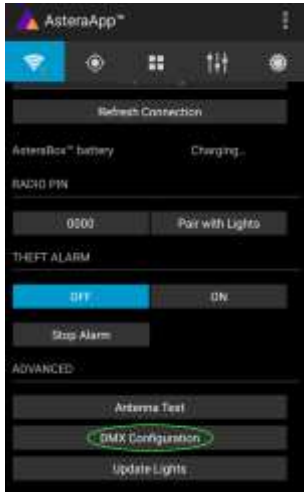 AsteraApp™
Refresh Connection
AsteraBox™ battery Charging..
RADIO PIN
0000 Pair with Lights
THEFT ALARM
OFF ON
Stop Alarm
ADVANCED
Antenna Test
DMX Configuration
Update Lights